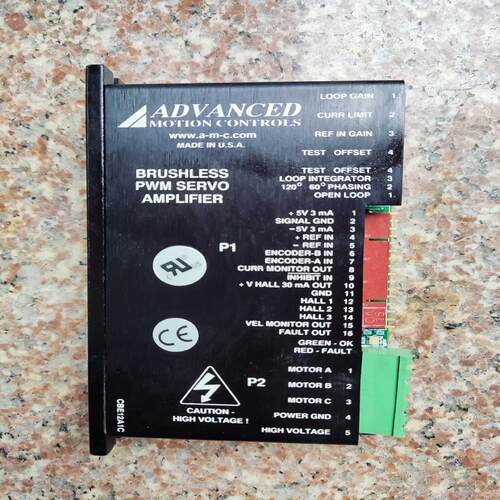 ADVANCED
MOTION CONTROLS
www.a-m-c.com
MADE IN U.S.A.
BRUSHLESS
PWM SERVO
AMPLIFIER
LOOP GAIN 1
CURR LIMIT 2
REF IN GAIN 3
TEST OFFSET 4
TEST OFFSET 4
LOOP INTEGRATOR 3
120° 60° PHASING 2
OPEN LOOP 1
P1
+5V 3 mA 1
SIGNAL GND 2
-5V 3 mA 3
+ REF IN 4
- REF IN 5
ENCODER-B IN 6
ENCODER-A IN 7
CURR MONITOR OUT 8
INHIBIT IN 9
+ V HALL 30 mA OUT 10
GND 11
HALL 1 12
HALL 2 13
HALL 3 14
VEL MONITOR OUT 15
FAULT OUT 16
GREEN - OK
RED - FAULT
P2
MOTOR A 1
MOTOR B 2
MOTOR C 3
POWER GND 4
HIGH VOLTAGE 5
CE
CAUTION -
HIGH VOLTAGE !
CBE12A1C